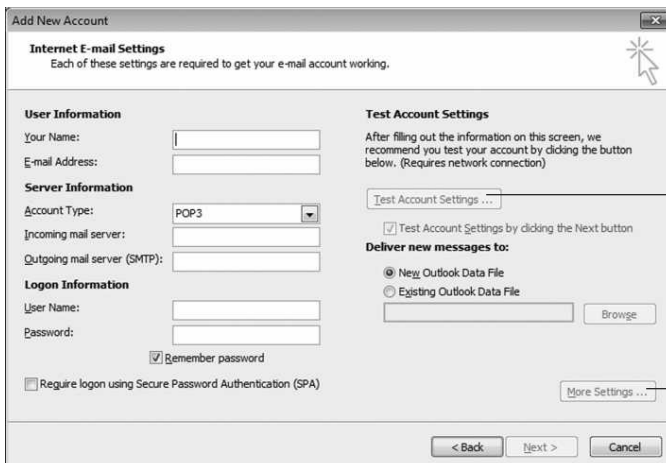 Add New Account
Internet E-mail Settings
Each of these settings are required to get your e-mail account working.
User Information
Your Name:
E-mail Address:
Server Information
Account Type:
POP3
Incoming mail server:
Outgoing mail server (SMTP):
Logon Information
User Name:
Password:
Remember password
Require logon using Secure Password Authentication (SPA)
Test Account Settings
After filling out the information on this screen, we
recommend you test your account by clicking the button
below. (Requires network connection)
Test Account Settings ...
Test Account Settings by clicking the Next button
Deliver new messages to:
New Outlook Data File
Existing Outlook Data File
Browse
More Settings ...
< Back
Next >
Cancel